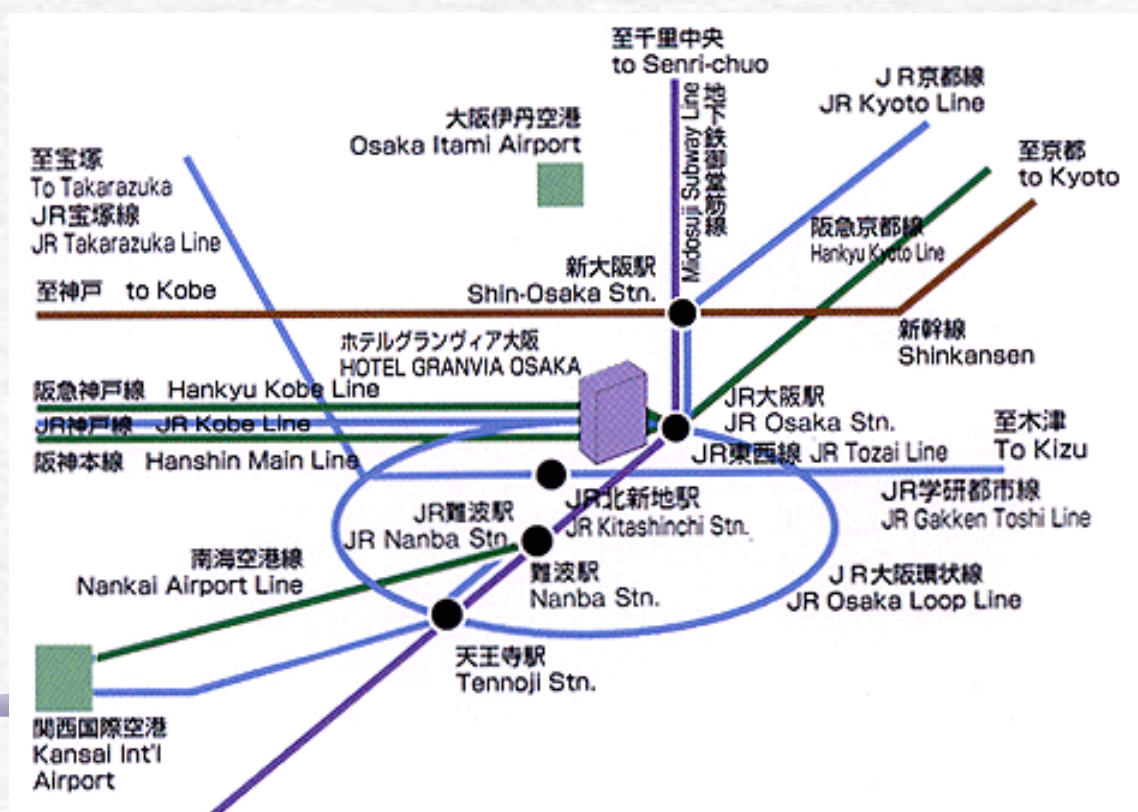 至千里中央
to Senri-chuo
地下鉄御堂筋線
Midosuji Subway Line
JR京都線
JR Kyoto Line
大阪伊丹空港
Osaka Itami Airport
至宝塚
To Takarazuka
JR宝塚線
JR Takarazuka Line
至京都
to Kyoto
阪急京都線
Hankyu Kyoto Line
新大阪駅
Shin-Osaka Stn.
至神戸 to Kobe
新幹線
Shinkansen
ホテルグランヴィア大阪
HOTEL GRANVIA OSAKA
阪急神戸線 Hankyu Kobe Line
JR神戸線 JR Kobe Line
阪神本線 Hanshin Main Line
JR大阪駅
JR Osaka Stn.
至木津
To Kizu
JR東西線 JR Tozai Line
JR学研都市線
JR Gakken Toshi Line
JR北新地駅
JR Kitashinchi Stn.
JR難波駅
JR Nanba Stn.
南海空港線
Nankai Airport Line
難波駅
Nanba Stn.
JR大阪環状線
JR Osaka Loop Line
天王寺駅
Tennoji Stn.
関西国際空港
Kansai Int'l
Airport